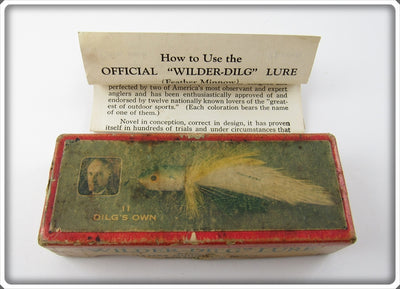 How to Use the
OFFICIAL "WILDER-DILG" LURE
(Feather Minnow)
perfected by two of America's most observant and expert
anglers and has been enthusiastically approved of and
endorsed by twelve nationally known lovers of the "great-
est of outdoor sports." (Each coloration bears the name
of one of them.)
Novel in conception, correct in design, it has proven
itself in hundreds of trials and under circumstances that
11
DILG'S OWN
WILDER-DILG